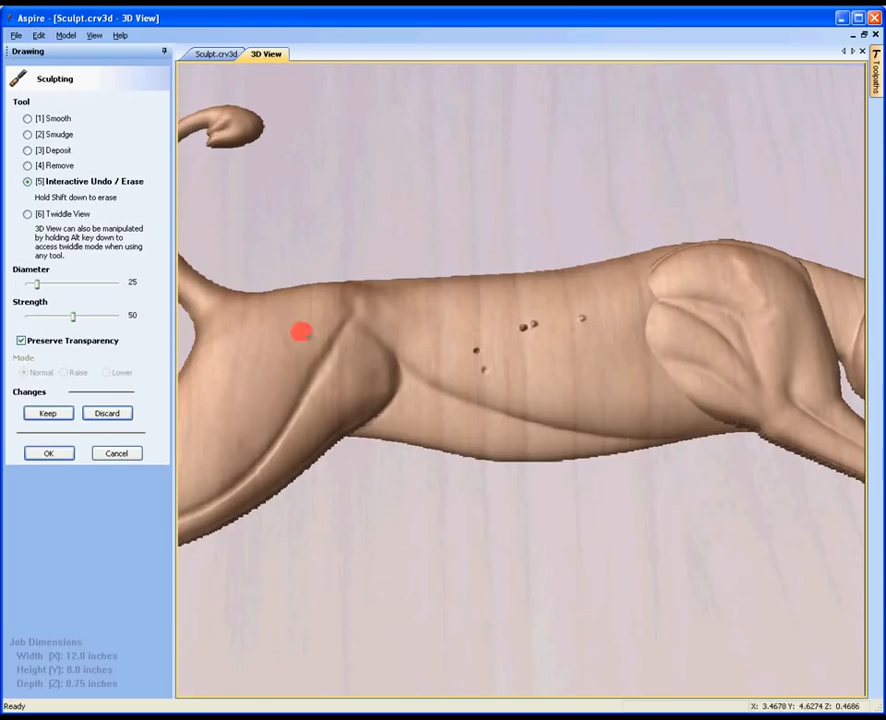 Aspire - [Sculpt.crv3d - 3D View]
File Edit Model View Help
Drawing
Sculpt.crv3d 3D View
Toolpaths
Sculpting
Tool
[1] Smooth
[2] Smudge
[3] Deposit
[4] Remove
[5] Interactive Undo / Erase
Hold Shift down to erase
[6] Twiddle View
3D View can also be manipulated
by holding Alt key down to
access twiddle mode when using
any tool.
Diameter
25
Strength
50
Preserve Transparency
Mode
Normal Raise Lower
Changes
Keep Discard
OK Cancel
Job Dimensions
Width [X]: 12.0 inches
Height [Y]: 8.0 inches
Depth [Z]: 0.75 inches
Ready
X: 3.4678 Y: 4.6274 Z: 0.4686